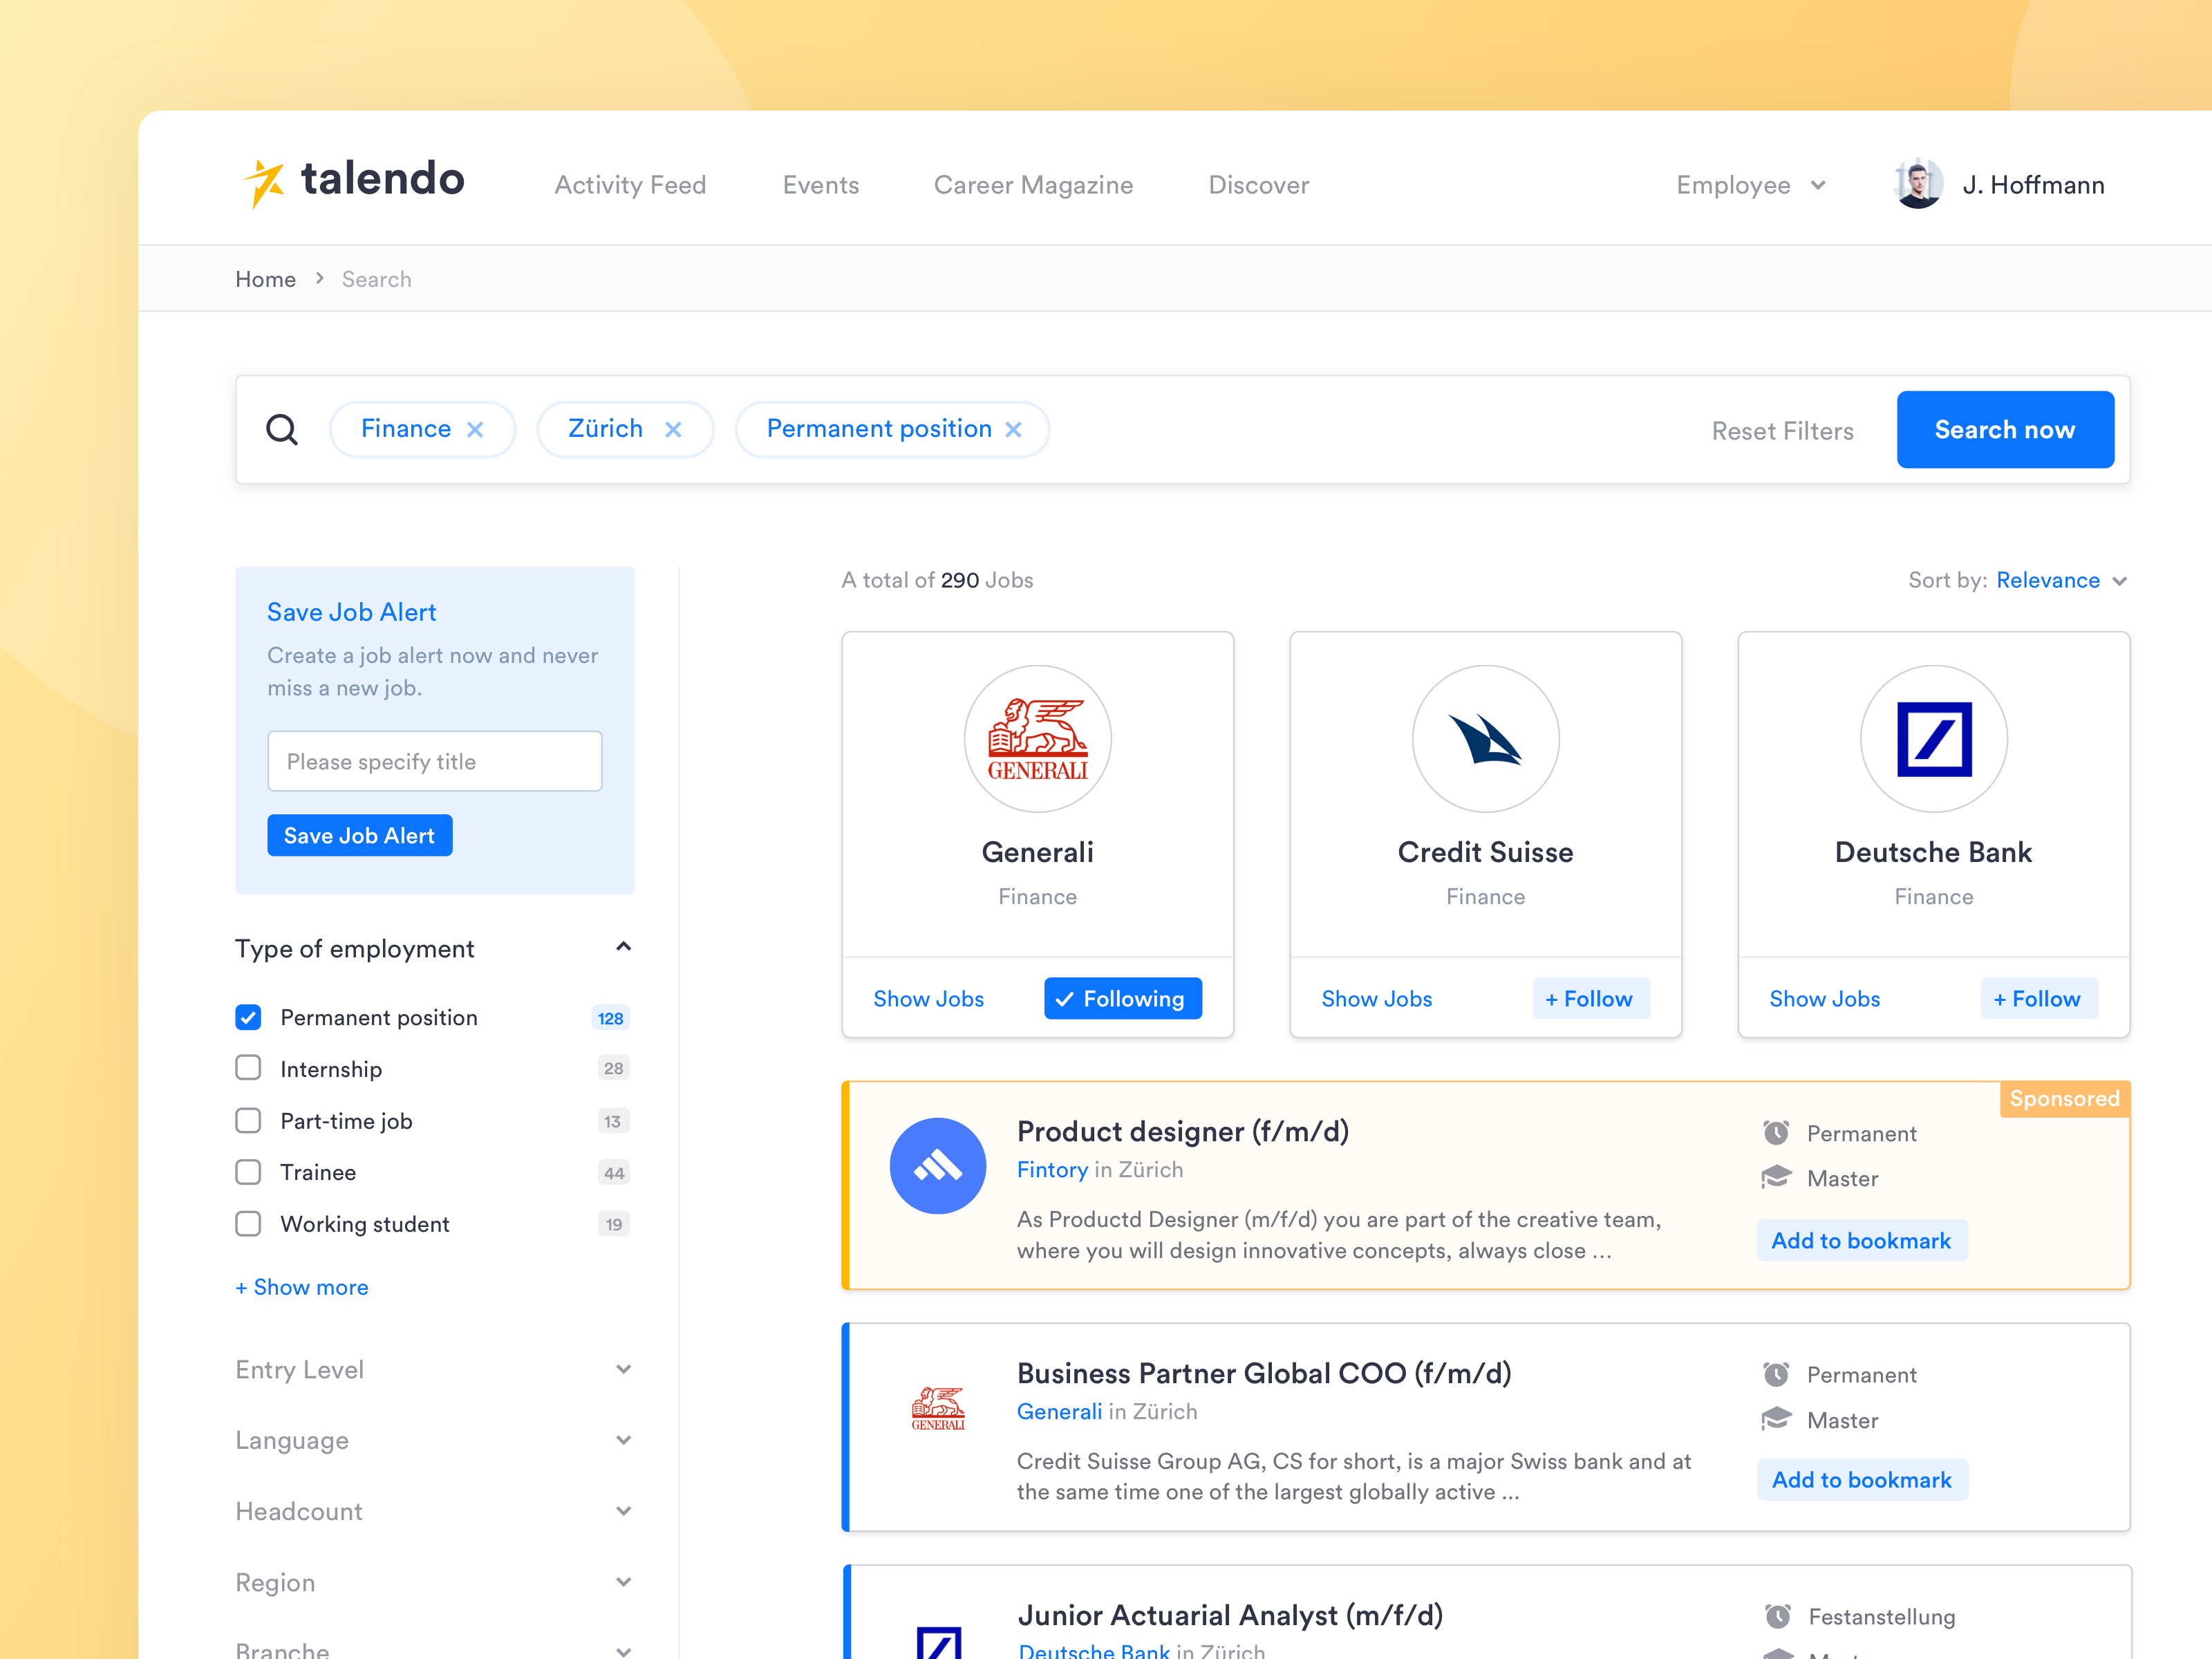 talendo
Activity Feed
Events
Career Magazine
Discover
Employee
J. Hoffmann
Home
Search
Finance
Zürich
Permanent position
Reset Filters
Search now
Save Job Alert
Create a job alert now and never
miss a new job.
Please specify title
Save Job Alert
Type of employment
Permanent position 128
Internship 28
Part-time job 13
Trainee 44
Working student 19
+ Show more
Entry Level
Language
Headcount
Region
Branche
A total of 290 Jobs
Sort by: Relevance
GENERALI
Generali
Finance
Show Jobs
Following
Credit Suisse
Finance
Show Jobs
+ Follow
Deutsche Bank
Finance
Show Jobs
+ Follow
Sponsored
Product designer (f/m/d)
Fintory in Zürich
As Productd Designer (m/f/d) you are part of the creative team,
where you will design innovative concepts, always close ...
Permanent
Master
Add to bookmark
GENERALI
Business Partner Global COO (f/m/d)
Generali in Zürich
Credit Suisse Group AG, CS for short, is a major Swiss bank and at
the same time one of the largest globally active ...
Permanent
Master
Add to bookmark
Junior Actuarial Analyst (m/f/d)
Deutsche Bank in Zürich
Festanstellung